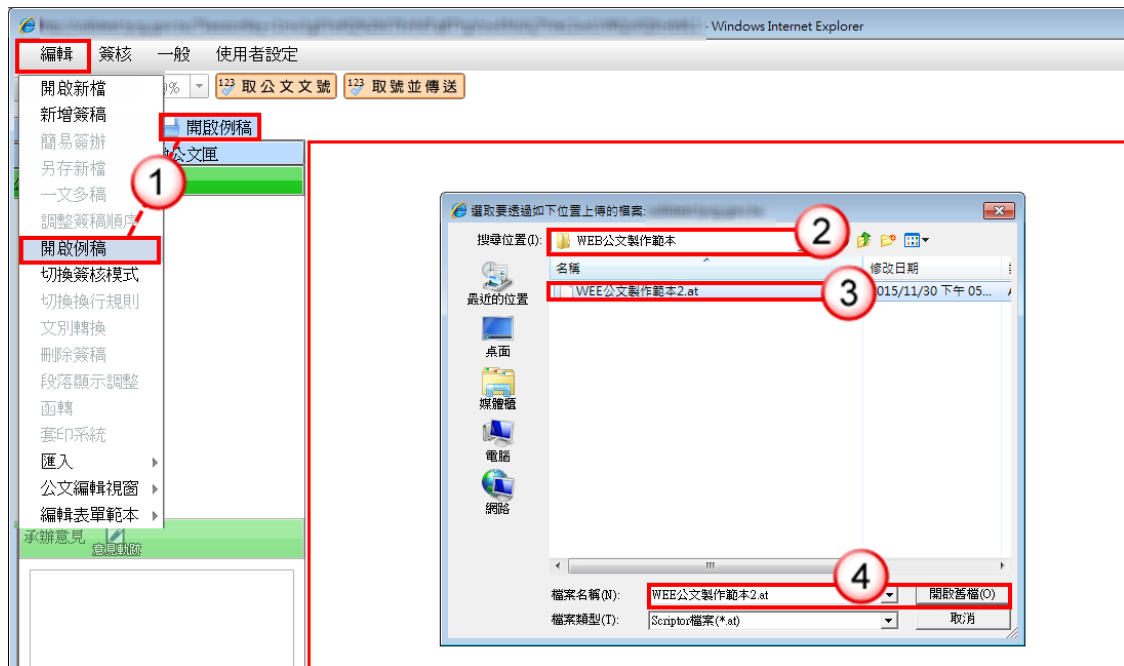 - Windows Internet Explorer
編輯 簽核 一般 使用者設定
開啟新檔
9% 123 取公文文號 123 取號並傳送
新增簽稿
開啟例稿
簡易簽辦
公文匣
另存新檔
1
一文多稿
調整簽稿順序
開啟例稿
切換簽核模式
切換換行規則
文別轉換
刪除簽稿
段落顯示調整
函轉
套印系統
匯入
公文編輯視窗
編輯表單範本
承辦意見
意見軌跡
選取要透過如下位置上傳的檔案:
搜尋位置(I): WEB公文製作範本 2
名稱 修改日期
WEE公文製作範本2.at 3 2015/11/30 下午 05...
最近的位置
桌面
媒體櫃
電腦
網路
4
檔案名稱(N): WEE公文製作範本2.at 開啟舊檔(O)
檔案類型(T): Scriptor檔案(*.at) 取消